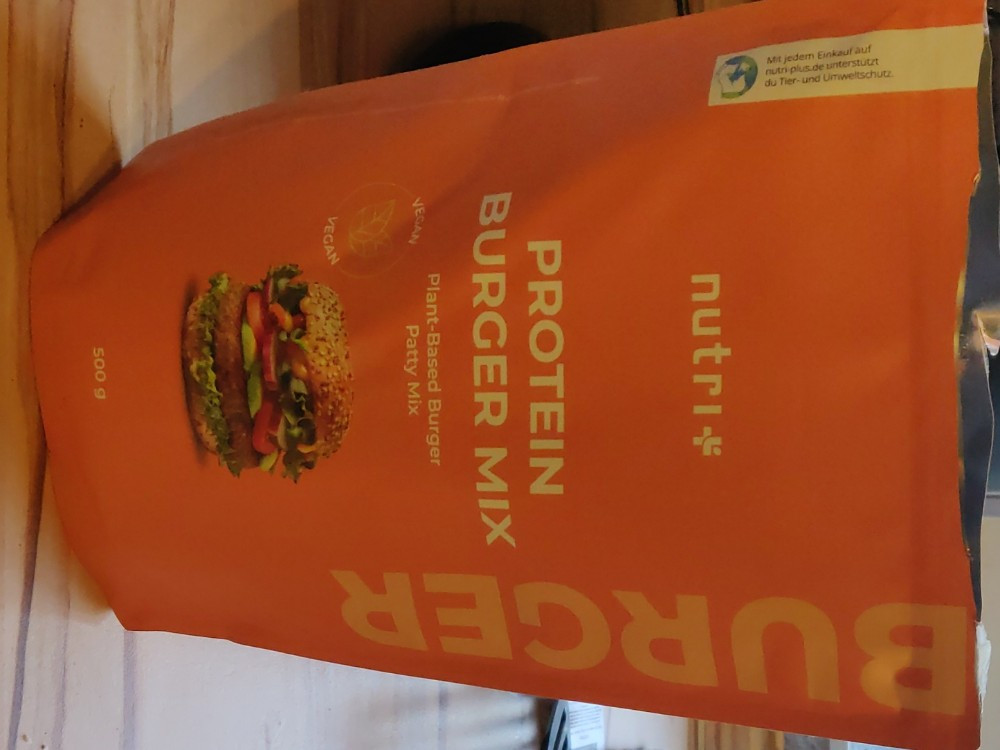 Mit jedem Einkauf auf
nutri-plus.de unterstützt
du Tier- und Umweltschutz.
nutri
PROTEIN
BURGER MIX
Plant-Based Burger
Patty Mix
VEGAN
VEGAN
500 g
BURGER